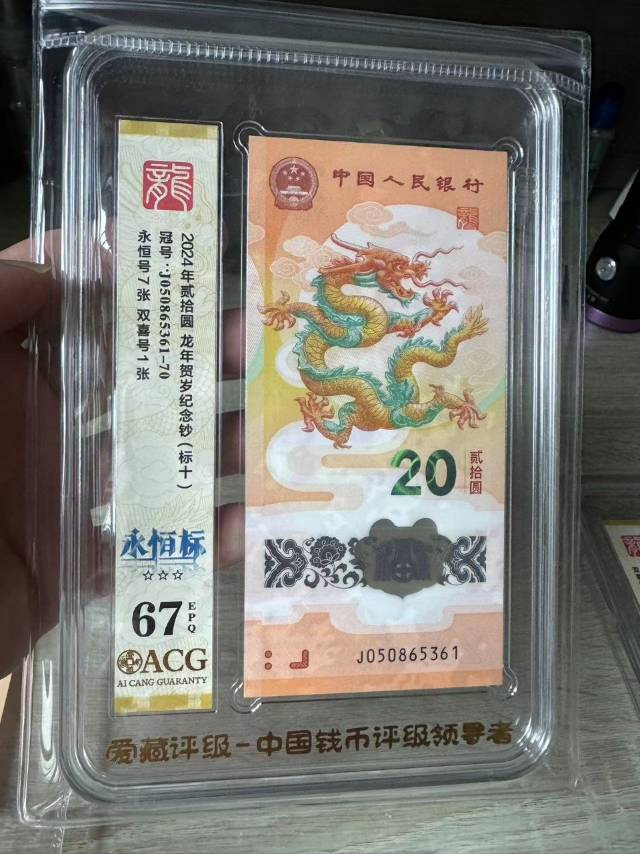 龍
2024年贰拾圆 龙年贺岁纪念钞(标十)
冠号·J050865361-70
永恒号7张 双喜号1张
永恒标
☆☆☆
67 EPQ
ACG
AI CANG GUARANTY
中国人民银行
20
贰拾圆
J050865361
爱藏评级-中国钱币评级领导者